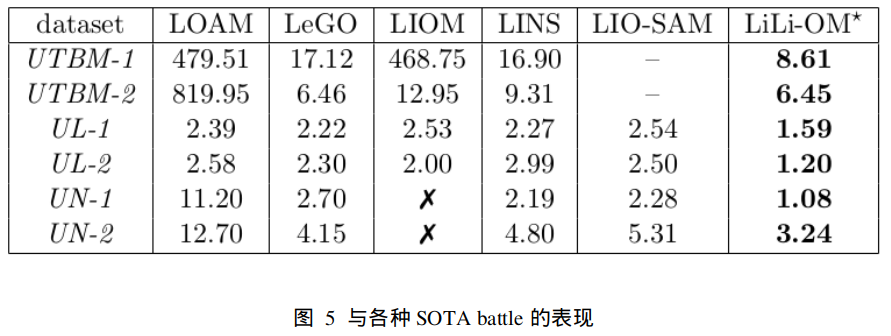 dataset LOAM LeGO LIOM LINS LIO-SAM LiLi-OM★
UTBM-1 479.51 17.12 468.75 16.90 – 8.61
UTBM-2 819.95 6.46 12.95 9.31 – 6.45
UL-1 2.39 2.22 2.53 2.27 2.54 1.59
UL-2 2.58 2.30 2.00 2.99 2.50 1.20
UN-1 11.20 2.70 ✗ 2.19 2.28 1.08
UN-2 12.70 4.15 ✗ 4.80 5.31 3.24
图 5 与各种 SOTA battle 的表现